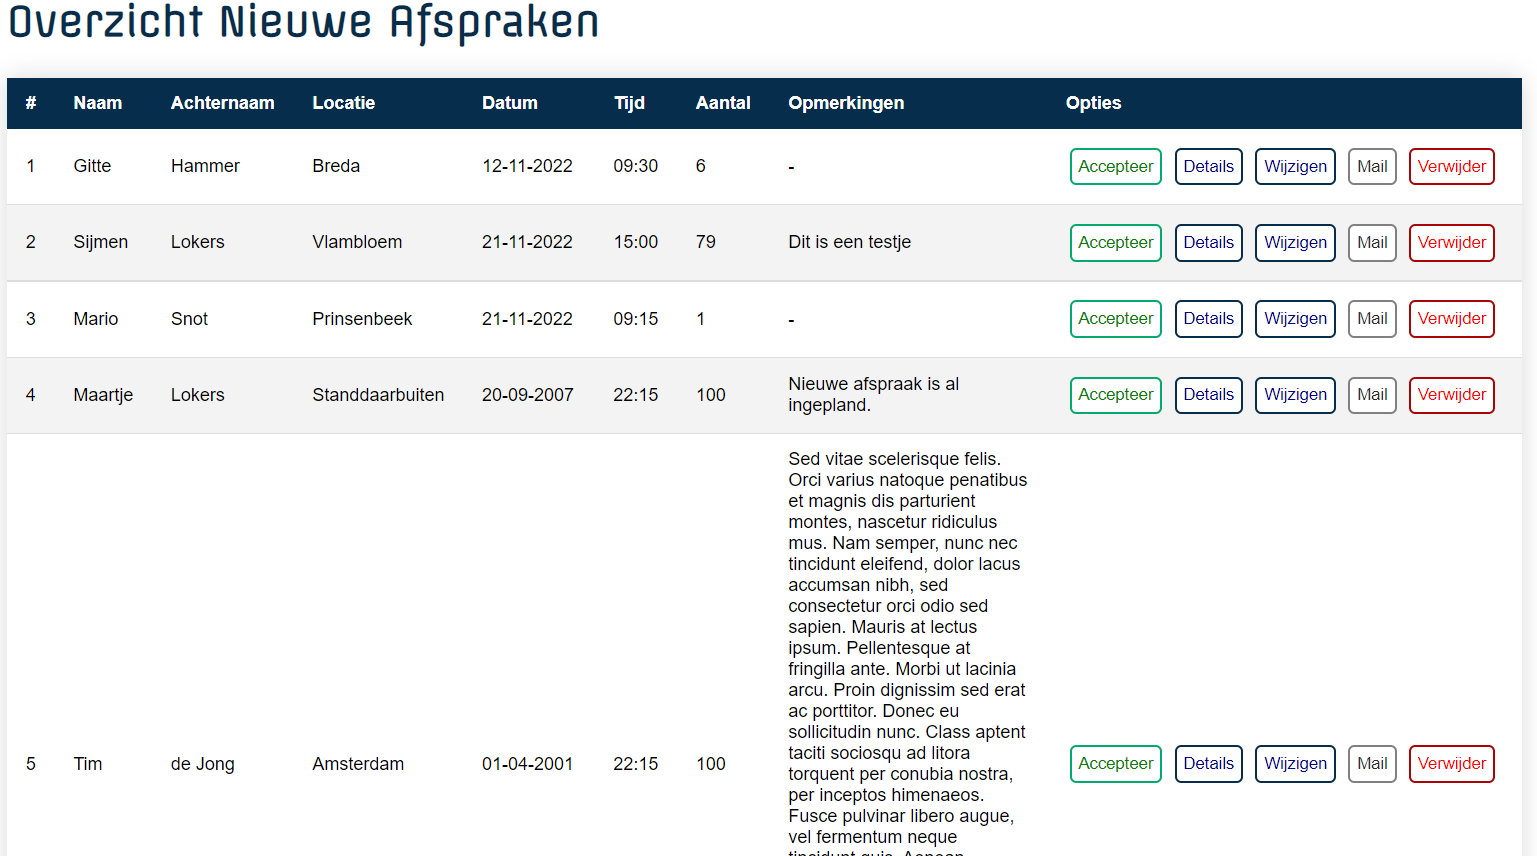 Overzicht Nieuwe Afspraken
# Naam Achternaam Locatie Datum Tijd Aantal Opmerkingen Opties
1 Gitte Hammer Breda 12-11-2022 09:30 6 - Accepteer Details Wijzigen Mail Verwijder
2 Sijmen Lokers Vlambloem 21-11-2022 15:00 79 Dit is een testje Accepteer Details Wijzigen Mail Verwijder
3 Mario Snot Prinsenbeek 21-11-2022 09:15 1 - Accepteer Details Wijzigen Mail Verwijder
4 Maartje Lokers Standdaarbuiten 20-09-2007 22:15 100 Nieuwe afspraak is al
ingepland. Accepteer Details Wijzigen Mail Verwijder
Sed vitae scelerisque felis.
Orci varius natoque penatibus
et magnis dis parturient
montes, nascetur ridiculus
mus. Nam semper, nunc nec
tincidunt eleifend, dolor lacus
accumsan nibh, sed
consectetur orci odio sed
sapien. Mauris at lectus
ipsum. Pellentesque at
fringilla ante. Morbi ut lacinia
arcu. Proin dignissim sed erat
ac porttitor. Donec eu
sollicitudin nunc. Class aptent
taciti sociosqu ad litora
5 Tim de Jong Amsterdam 01-04-2001 22:15 100 torquent per conubia nostra, Accepteer Details Wijzigen Mail Verwijder
per inceptos himenaeos.
Fusce pulvinar libero augue,
vel fermentum neque